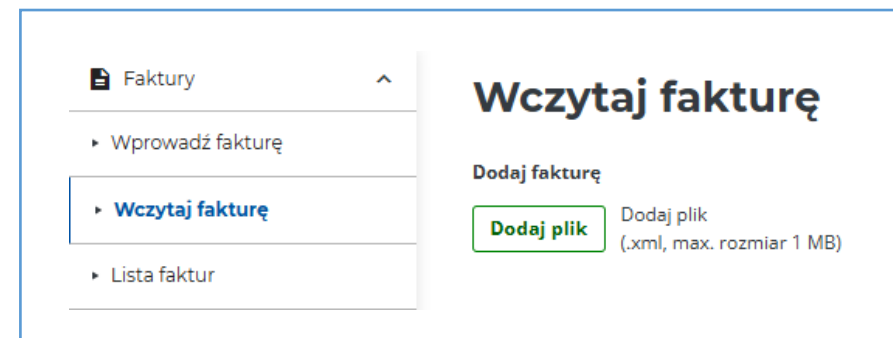 Faktury
Wprowadź fakturę
Wczytaj fakturę
Lista faktur
Wczytaj fakturę
Dodaj fakturę
Dodaj plik
Dodaj plik
(.xml, max. rozmiar 1 MB)